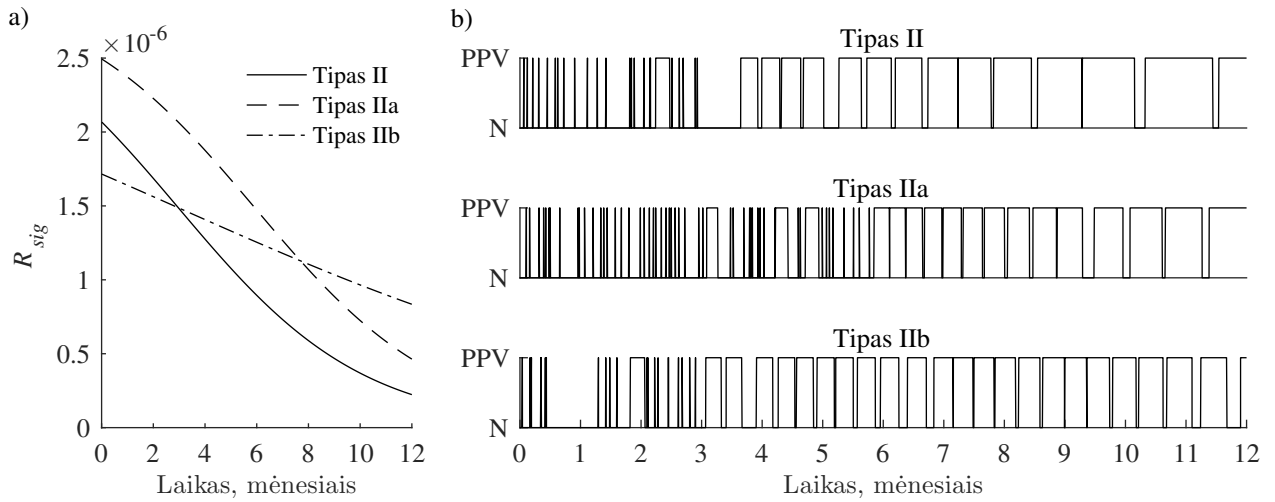 a)
×10^-6
2.5
2
1.5
1
0.5
0
R_sig
0 2 4 6 8 10 12
Laikas, mėnesiais
Tipas II
Tipas IIa
Tipas IIb
b)
Tipas II
PPV
N
Tipas IIa
PPV
N
Tipas IIb
PPV
N
0 1 2 3 4 5 6 7 8 9 10 11 12
Laikas, mėnesiais